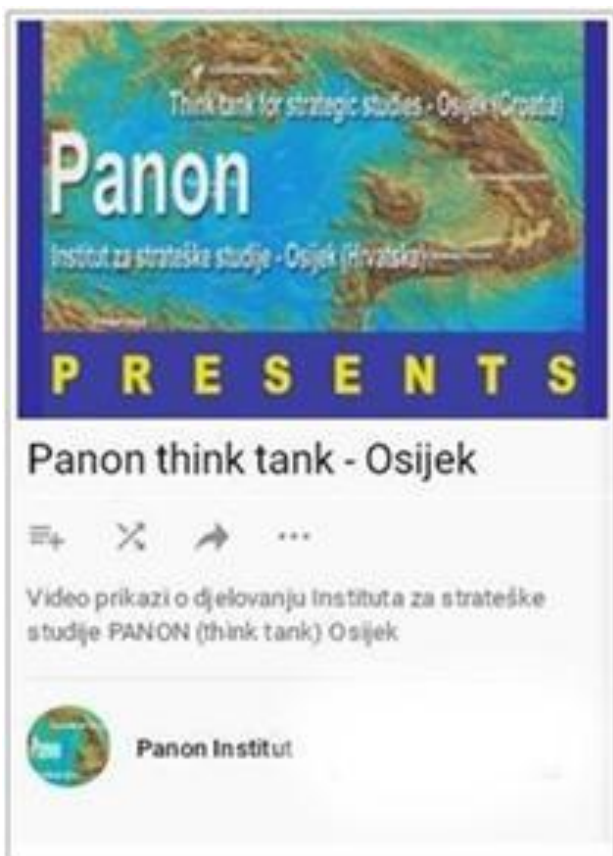 Think tank for strategic studies - Osijek (Croatia)
Panon
Institut za strateške studije - Osijek (Hrvatska)
PRESENTS
Panon think tank - Osijek
Video prikazi o djelovanju Instituta za strateške
studije PANON (think tank) Osijek
Panon
Panon Institut